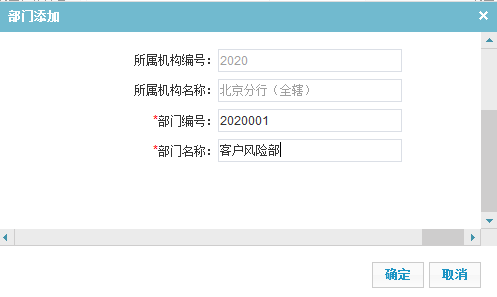 部门添加
所属机构编号： 2020
所属机构名称： 北京分行（全辖）
*部门编号： 2020001
*部门名称： 客户风险部
确定 取消